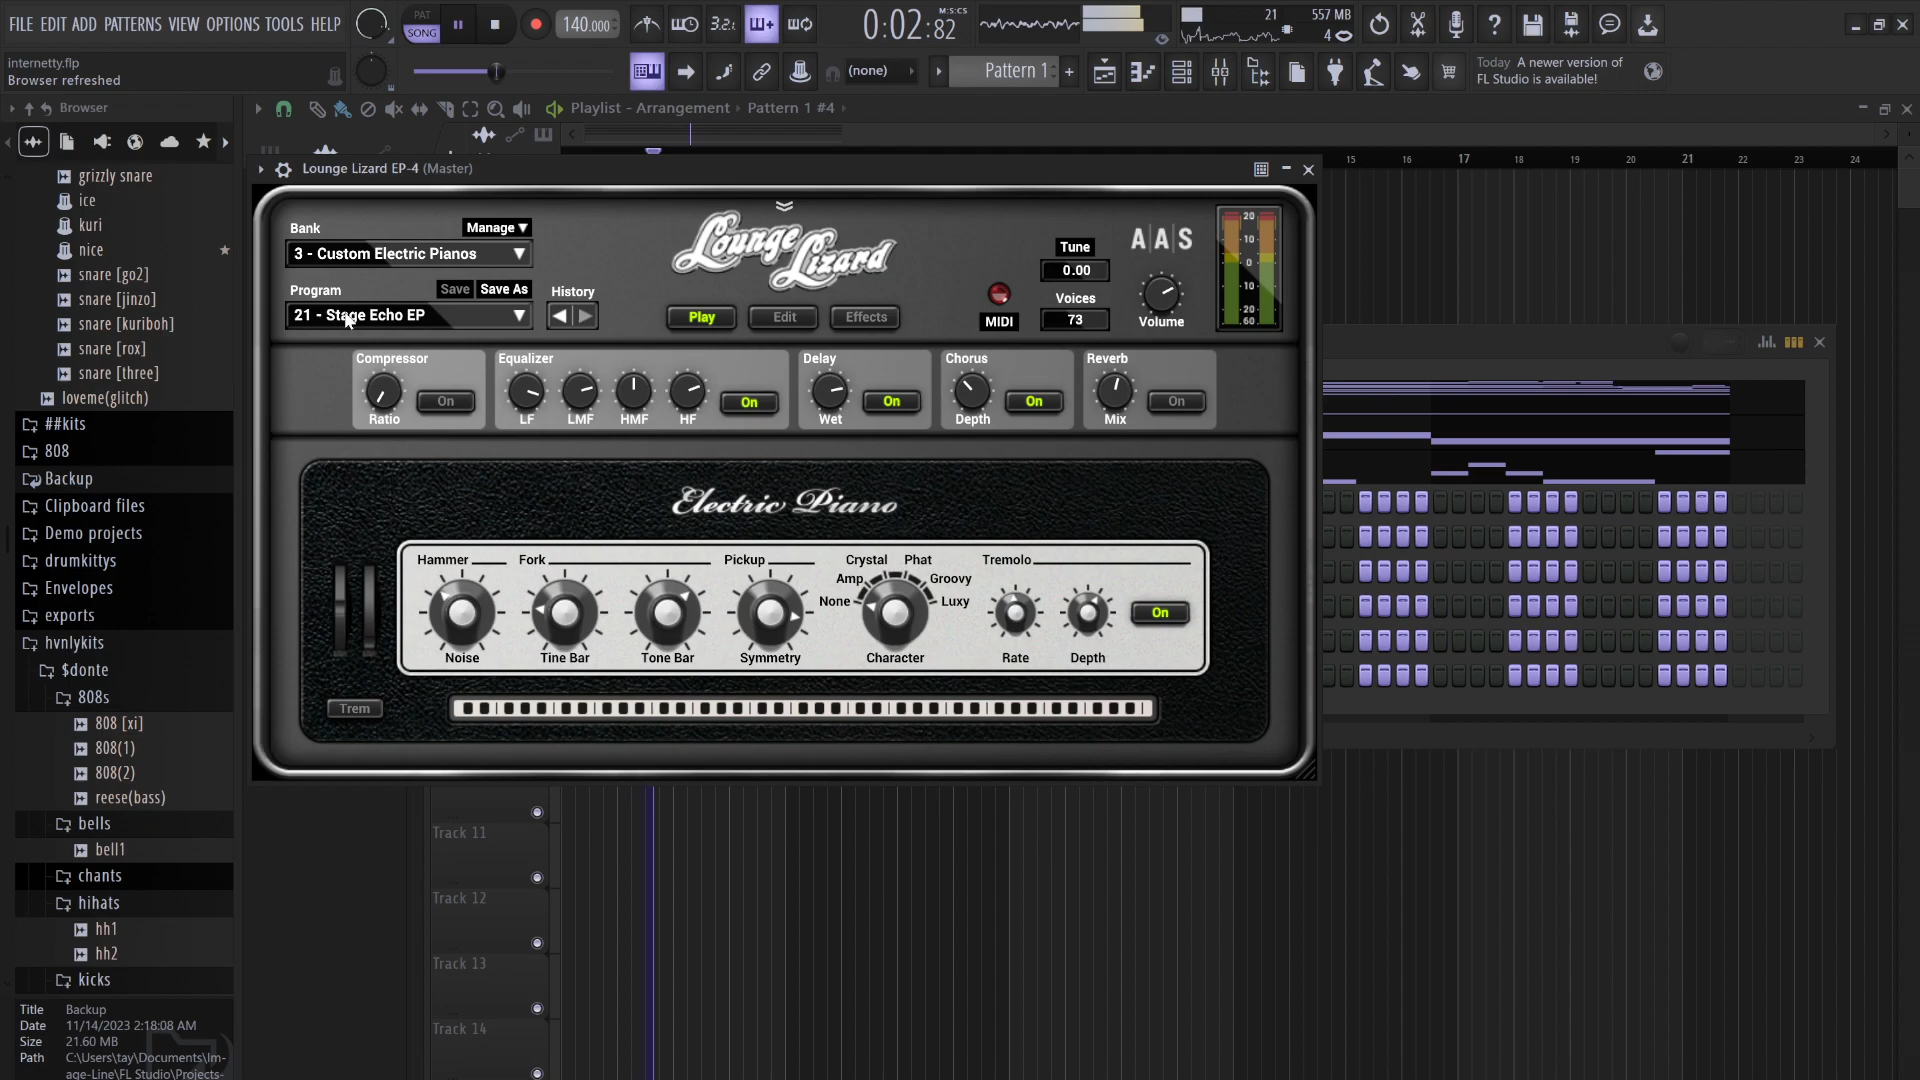 FILE EDIT ADD PATTERNS VIEW OPTIONS TOOLS HELP
PAT
SONG
140.000
3.2.
0:02:82
M:S:CS
21
557 MB
4
internetty.flp
Browser refreshed
(none)
Pattern 1
Today A newer version of
FL Studio is available!
Browser
Playlist - Arrangement
Pattern 1 #4
grizzly snare
ice
kuri
nice
snare [go2]
snare [jinzo]
snare [kuriboh]
snare [rox]
snare [three]
loveme(glitch)
##kits
808
Backup
Clipboard files
Demo projects
drumkittys
Envelopes
exports
hvnlykits
$donte
808s
808 [xi]
808(1)
808(2)
reese(bass)
bells
bell1
chants
hihats
hh1
hh2
kicks
Title Backup
Date 11/14/2023 2:18:08 AM
Size 21.60 MB
Path C:\Users\tay\Documents\Im-
age-Line\FL Studio\Projects-
15 16 17 18 19 20 21 22 23 24
Lounge Lizard EP-4 (Master)
Bank
Manage
3 - Custom Electric Pianos
Program
Save
Save As
History
21 - Stage Echo EP
Lounge Lizard
Play
Edit
Effects
MIDI
Tune
0.00
Voices
73
A|A|S
Volume
20
10
0
10
20
60
Compressor
Ratio
On
Equalizer
LF
LMF
HMF
HF
On
Delay
Wet
On
Chorus
Depth
On
Reverb
Mix
On
Electric Piano
Hammer
Fork
Pickup
Crystal
Phat
Amp
Groovy
None
Luxy
Tremolo
Noise
Tine Bar
Tone Bar
Symmetry
Character
Rate
Depth
On
Trem
Track 11
Track 12
Track 13
Track 14